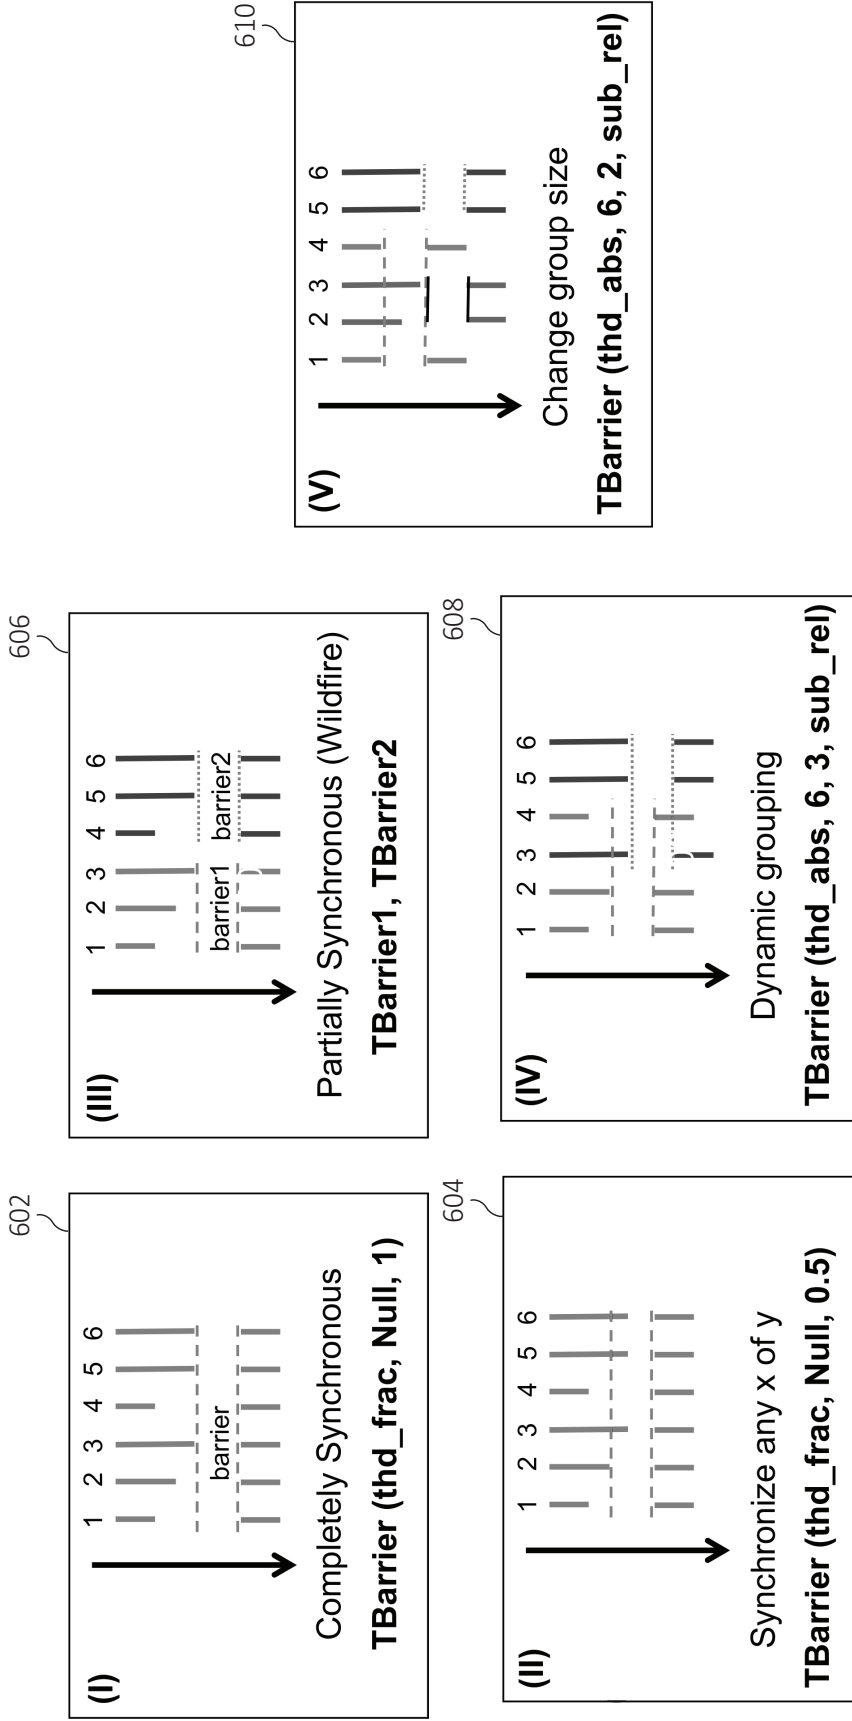 602
(I)
1 2 3 4 5 6
barrier
Completely Synchronous
TBarrier (thd_frac, Null, 1)
604
(II)
1 2 3 4 5 6
Synchronize any x of y
TBarrier (thd_frac, Null, 0.5)
606
(III)
1 2 3 4 5 6
barrier1 barrier2
Partially Synchronous (Wildfire)
TBarrier1, TBarrier2
608
(IV)
1 2 3 4 5 6
Dynamic grouping
TBarrier (thd_abs, 6, 3, sub_rel)
610
(V)
1 2 3 4 5 6
Change group size
TBarrier (thd_abs, 6, 2, sub_rel)